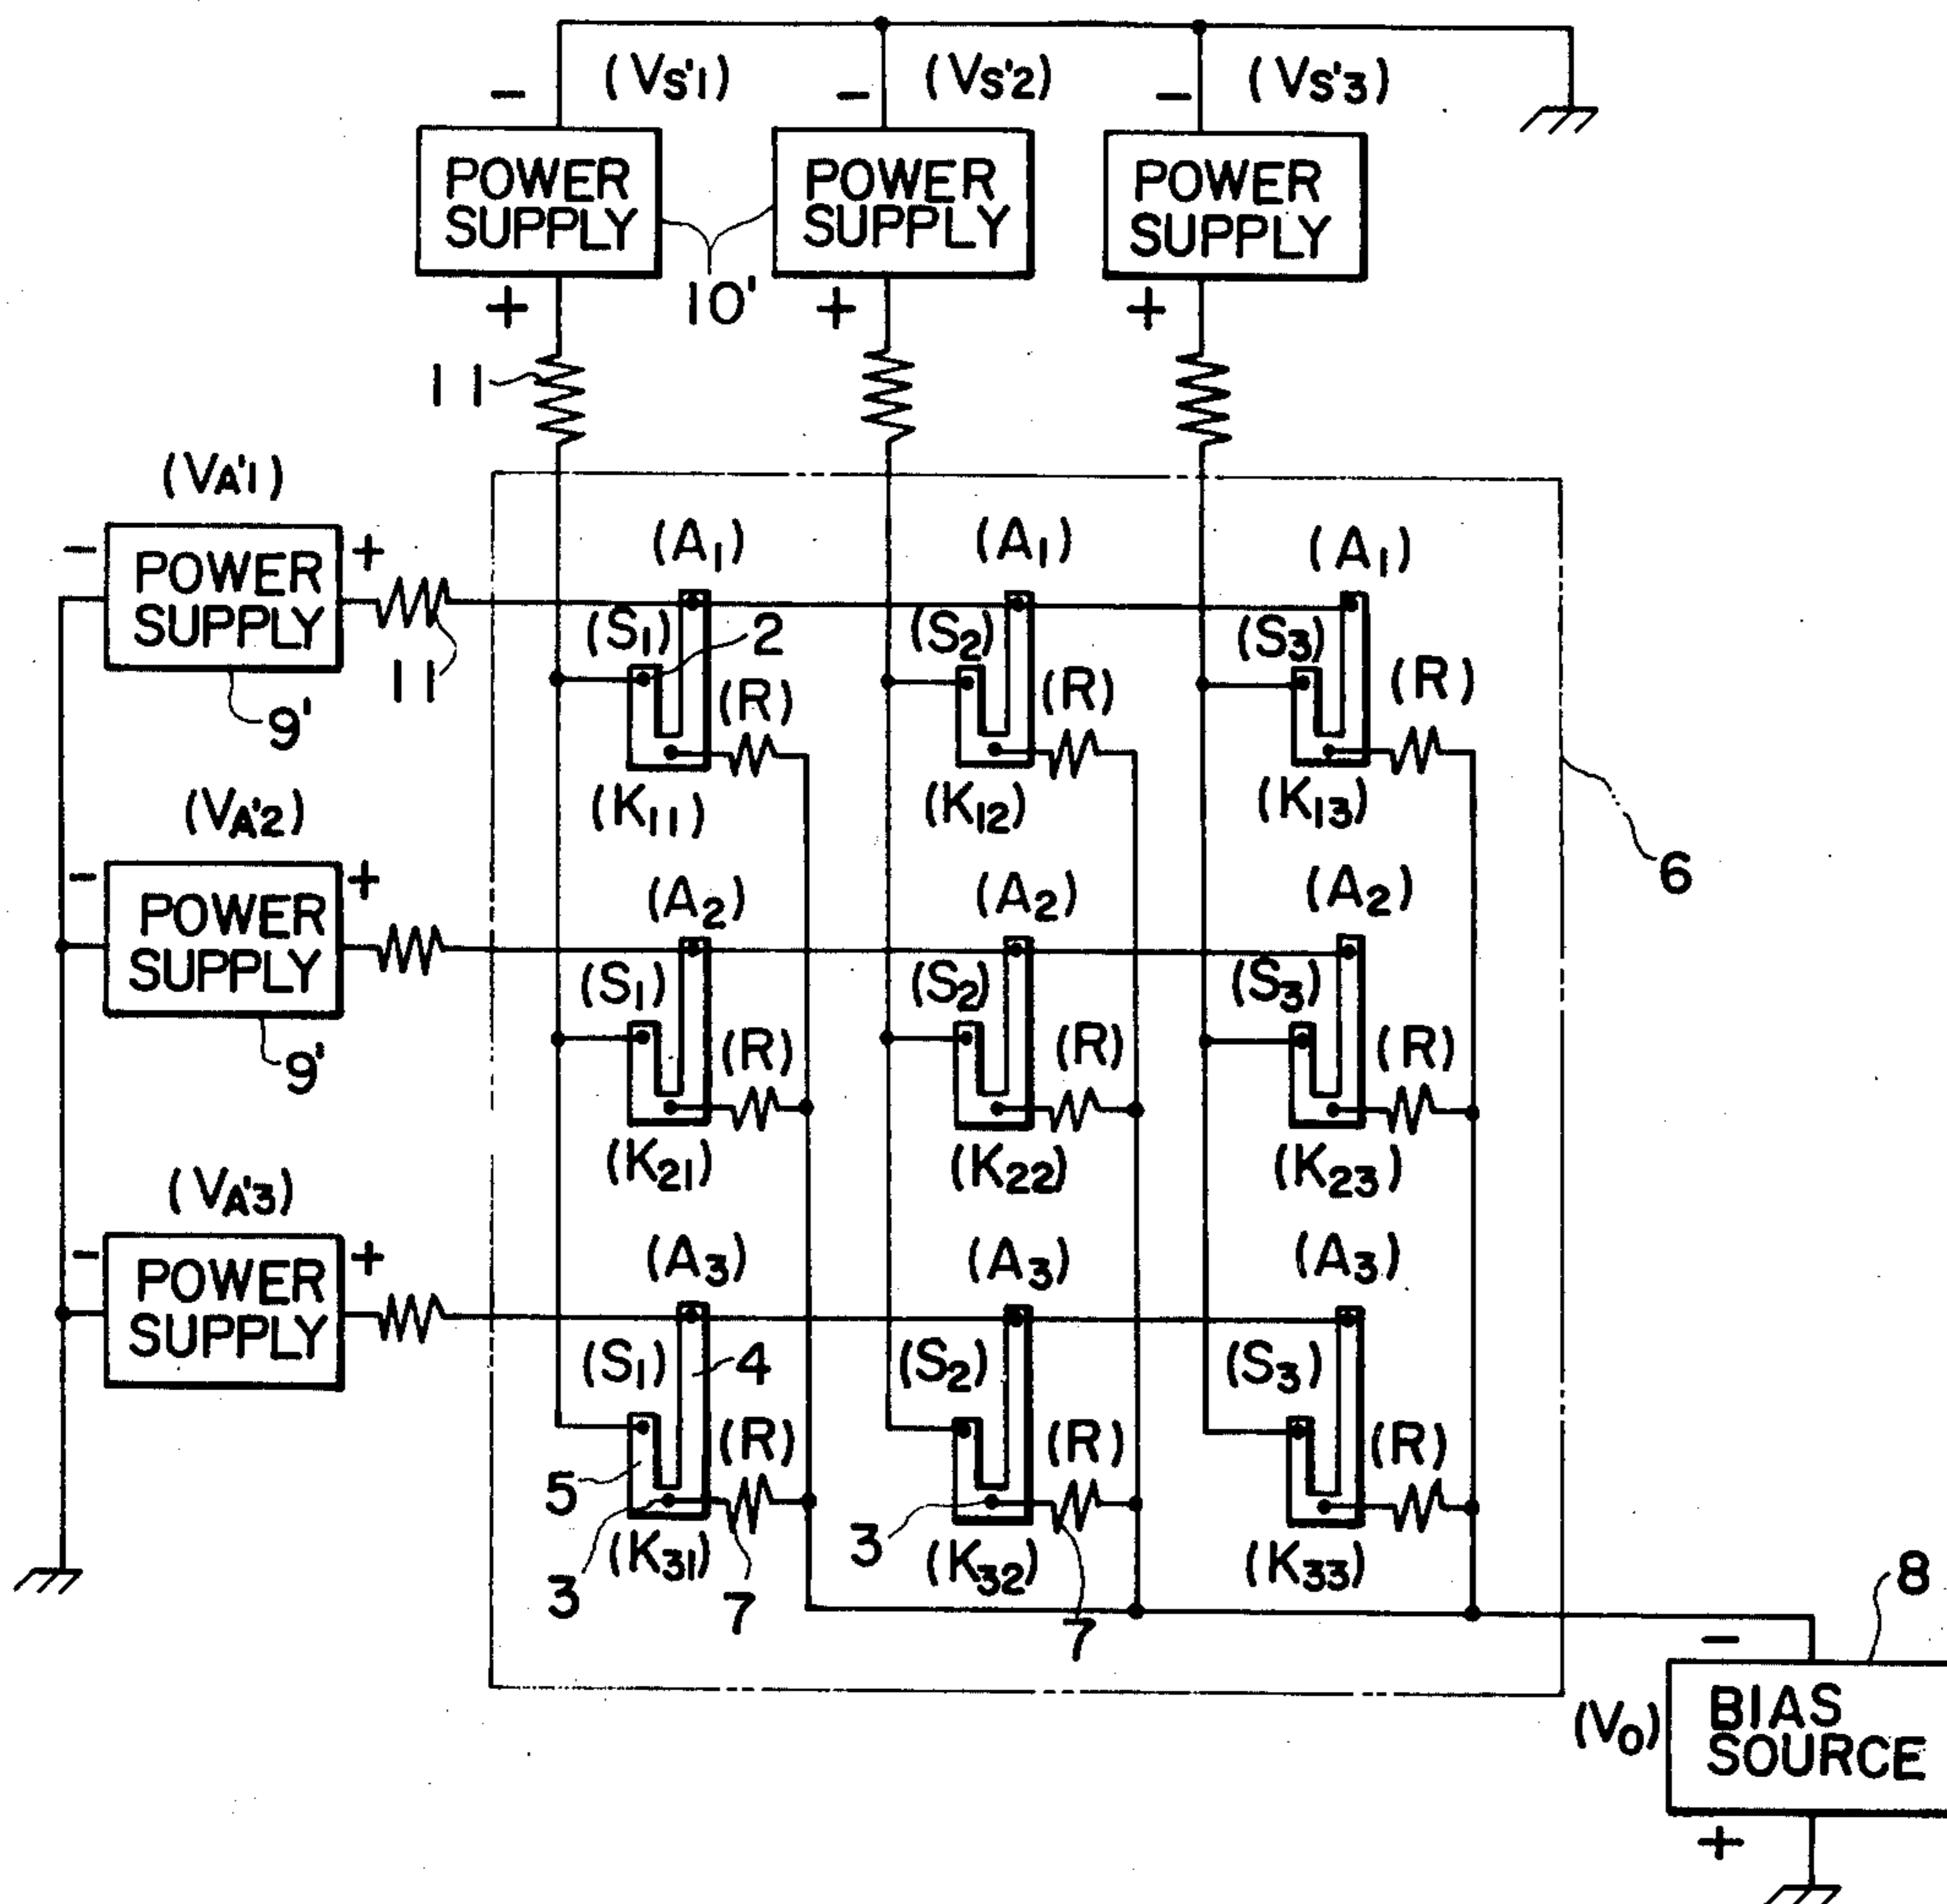 (VS'1) (VS'2) (VS'3)
- - -
POWER SUPPLY POWER SUPPLY POWER SUPPLY
+ 10' + +
11
(VA'1)
- POWER SUPPLY +
11
9'
(A1) (A1) (A1)
(S1) 2 (S2) (S3)
(R) (R) (R)
(K11) (K12) (K13)
6
(VA'2)
- POWER SUPPLY +
9'
(A2) (A2) (A2)
(S1) (S2) (S3)
(R) (R) (R)
(K21) (K22) (K23)
(VA'3)
- POWER SUPPLY +
(A3) (A3) (A3)
(S1) 4 (S2) (S3)
(R) (R) (R)
5
3 (K31) 7 3 (K32) 7 (K33)
8
-
(VO) BIAS SOURCE
+